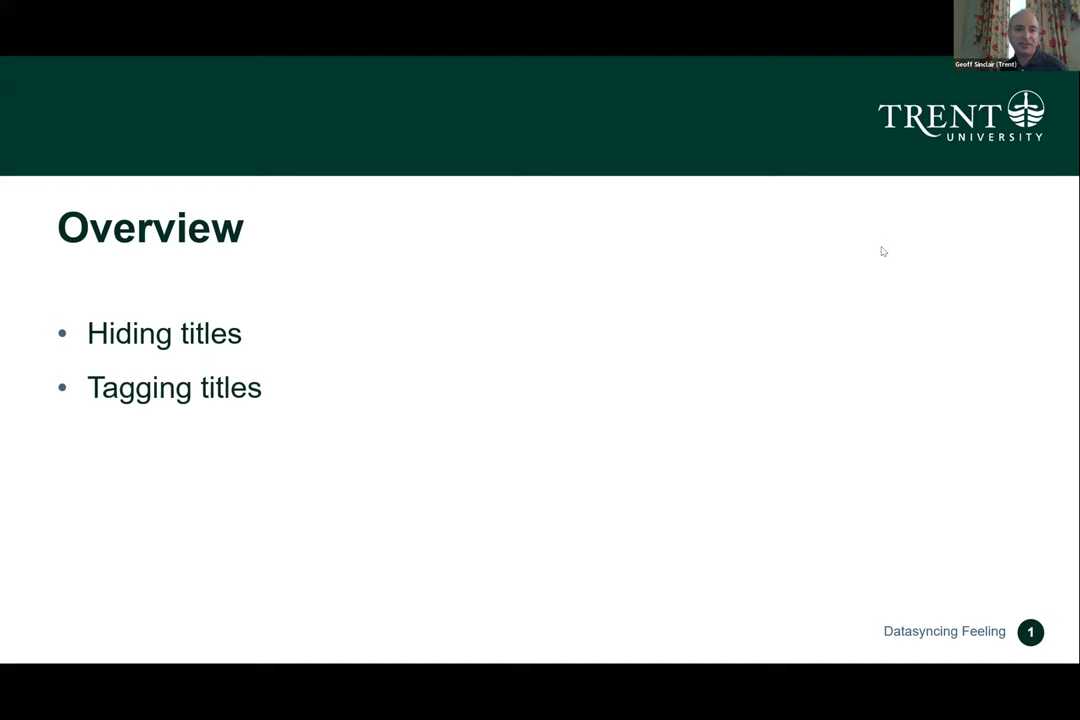 Geoff Sinclair (Trent)
TRENT
UNIVERSITY
Overview
• Hiding titles
• Tagging titles
Datasyncing Feeling 1